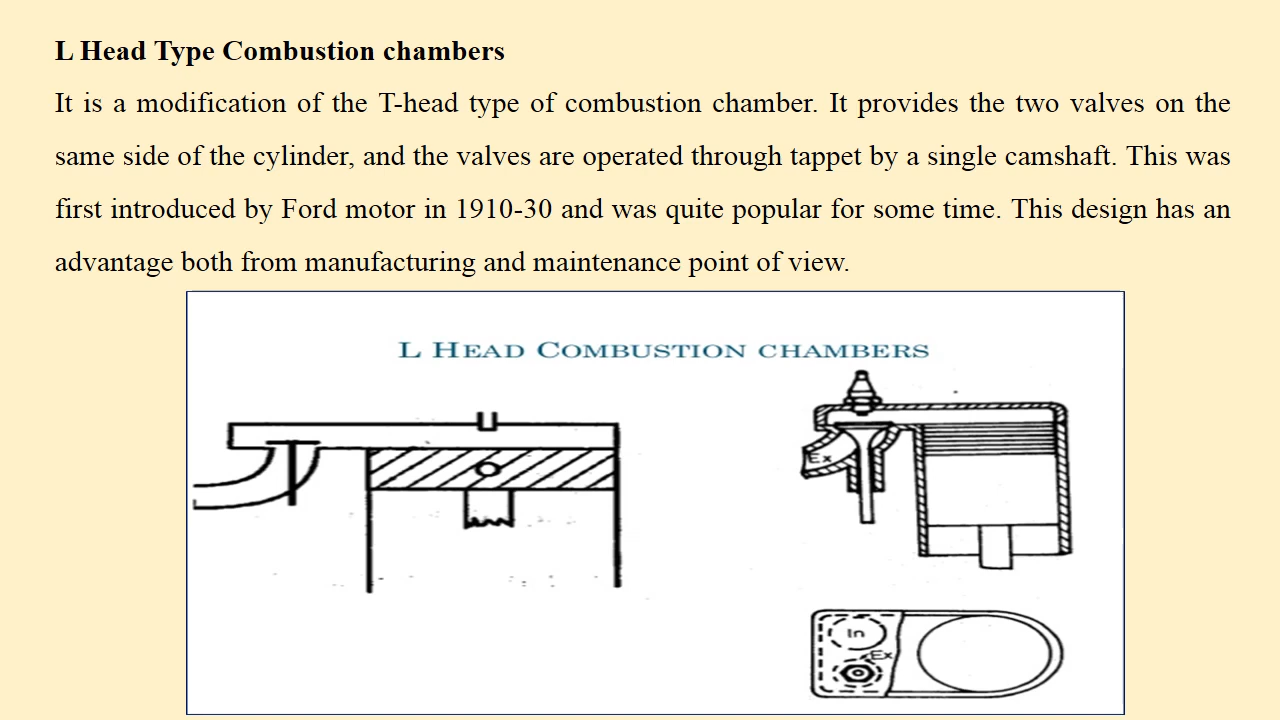 L Head Type Combustion chambers
It is a modification of the T-head type of combustion chamber. It provides the two valves on the
same side of the cylinder, and the valves are operated through tappet by a single camshaft. This was
first introduced by Ford motor in 1910-30 and was quite popular for some time. This design has an
advantage both from manufacturing and maintenance point of view.
L HEAD COMBUSTION CHAMBERS
Ex
In
Ex